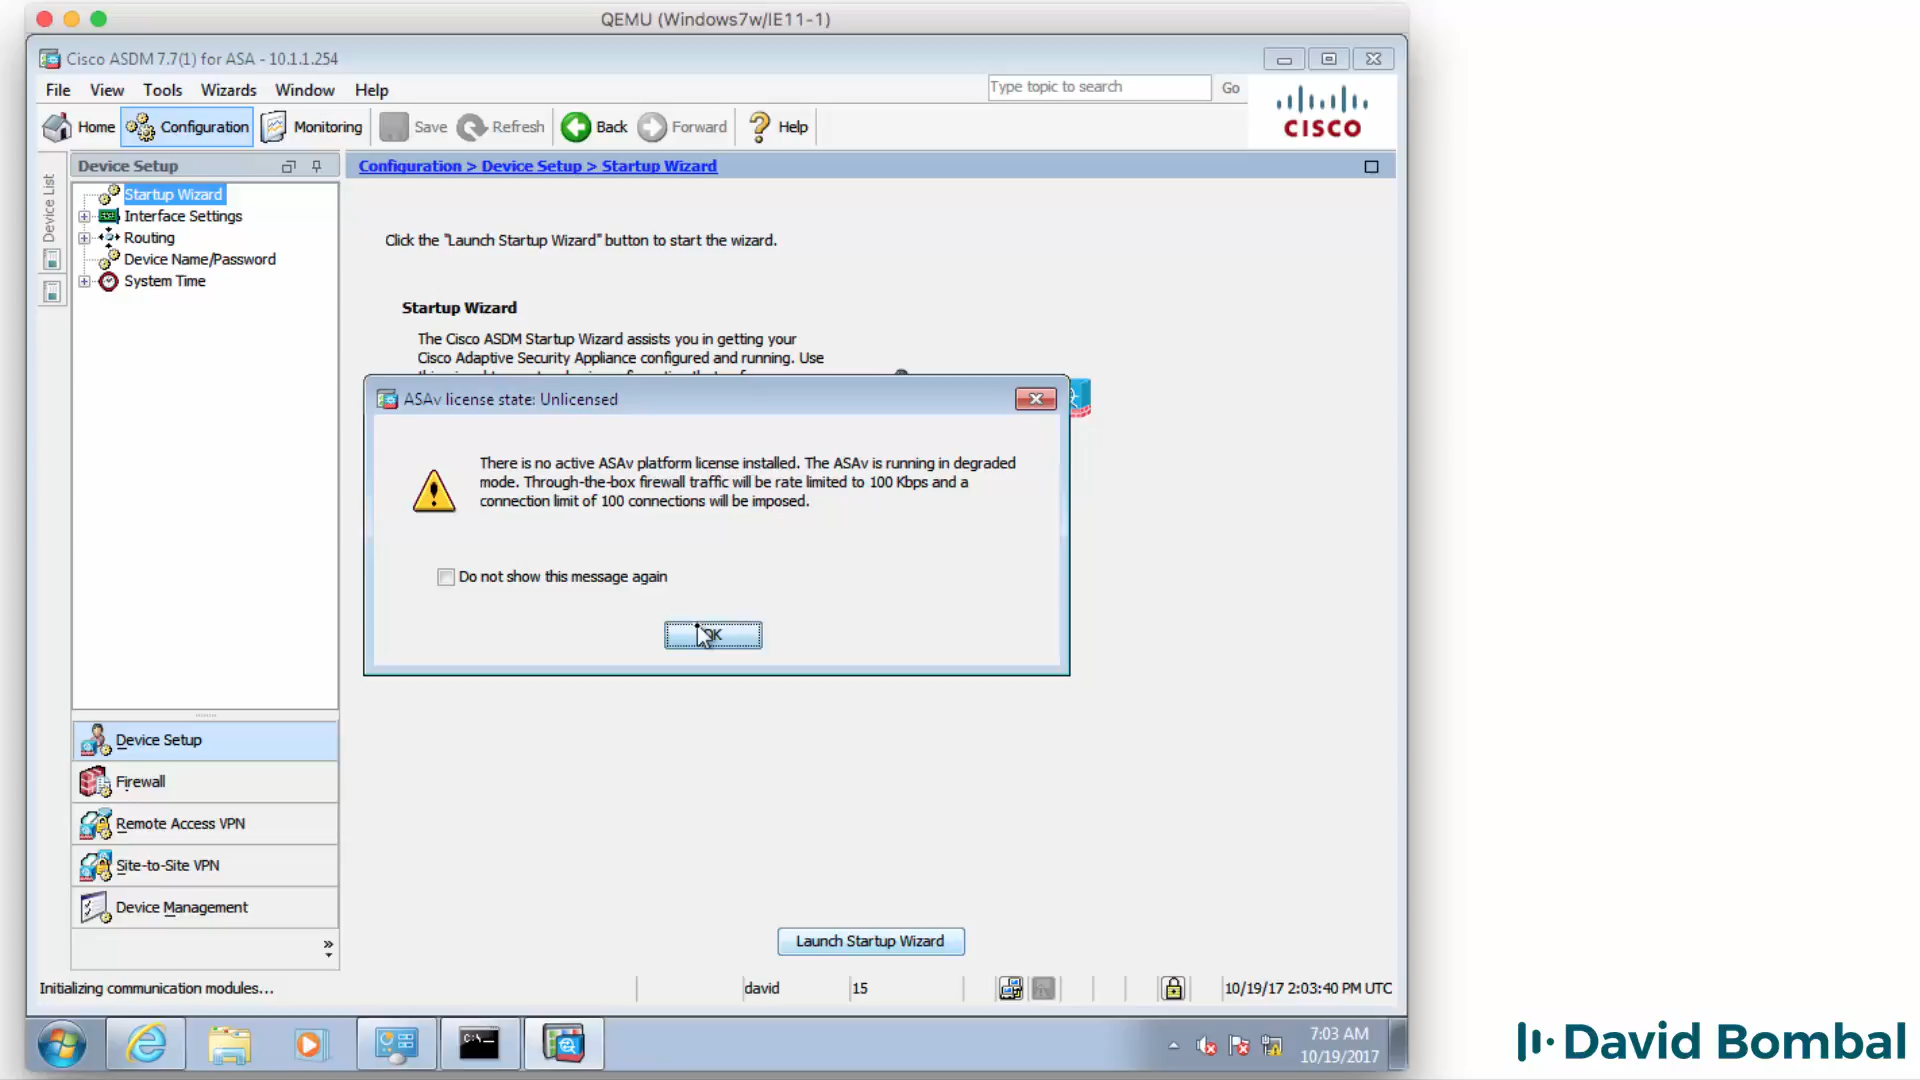 QEMU (Windows7w/IE11-1)
Cisco ASDM 7.7(1) for ASA - 10.1.1.254
File View Tools Wizards Window Help
Type topic to search Go
CISCO
Home Configuration Monitoring Save Refresh Back Forward Help
Device List
Device Setup
Configuration > Device Setup > Startup Wizard
Startup Wizard
Interface Settings
Routing
Device Name/Password
System Time
Click the "Launch Startup Wizard" button to start the wizard.
Startup Wizard
The Cisco ASDM Startup Wizard assists you in getting your
Cisco Adaptive Security Appliance configured and running. Use
ASAv license state: Unlicensed
There is no active ASAv platform license installed. The ASAv is running in degraded
mode. Through-the-box firewall traffic will be rate limited to 100 Kbps and a
connection limit of 100 connections will be imposed.
Do not show this message again
OK
Device Setup
Firewall
Remote Access VPN
Site-to-Site VPN
Device Management
»
Launch Startup Wizard
Initializing communication modules... david 15 10/19/17 2:03:40 PM UTC
C:\
7:03 AM
10/19/2017
David Bombal